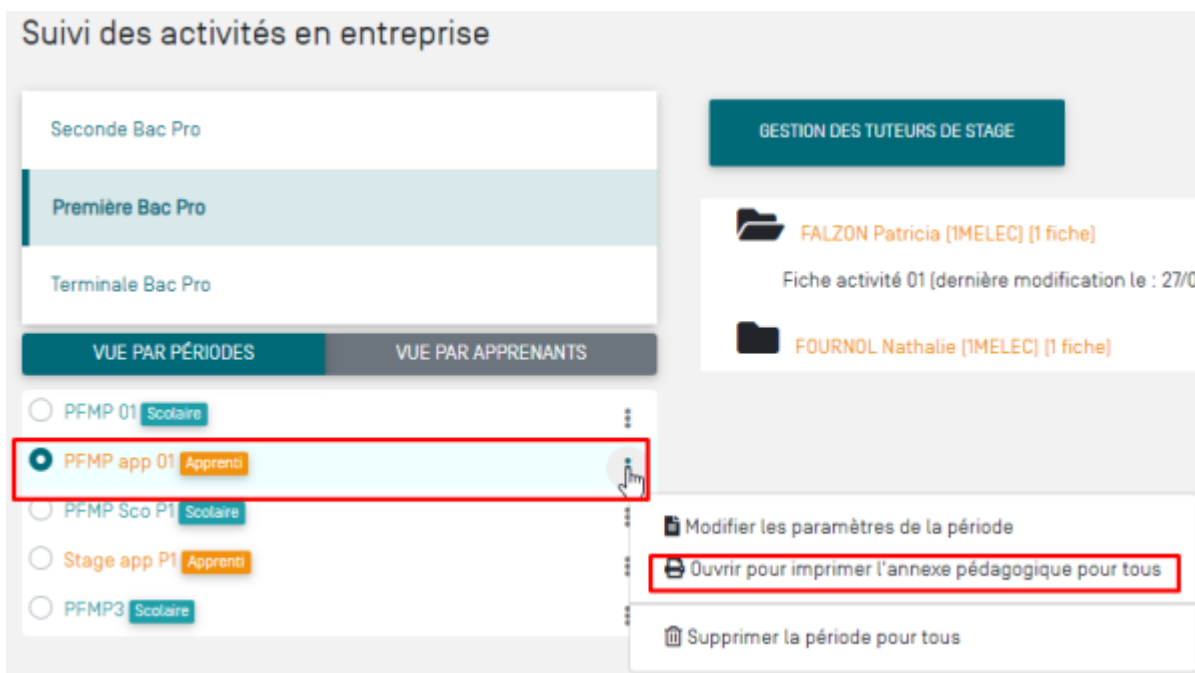 Suivi des activités en entreprise
Seconde Bac Pro
Première Bac Pro
Terminale Bac Pro
VUE PAR PÉRIODES
VUE PAR APPRENANTS
PFMP 01 Scolaire
PFMP app 01 Apprenti
PFMP Sco P1 Scolaire
Stage app P1 Apprenti
PFMP3 Scolaire
GESTION DES TUTEURS DE STAGE
FALZON Patricia (1MELEC) (1 fiche)
Fiche activité 01 (dernière modification le : 27/0
FOURNOL Nathalie (1MELEC) (1 fiche)
Modifier les paramètres de la période
Ouvrir pour imprimer l'annexe pédagogique pour tous
Supprimer la période pour tous